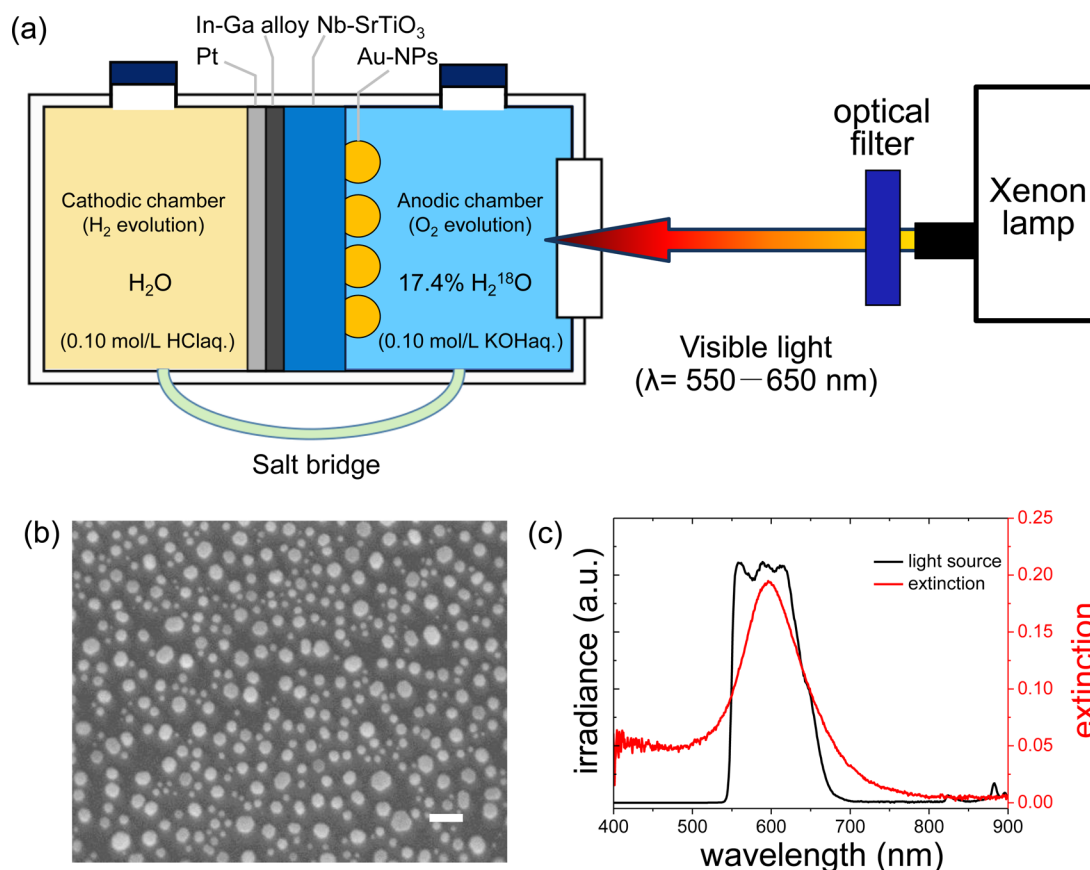 (a)
In-Ga alloy Nb-SrTiO₃
Pt
Au-NPs
Cathodic chamber
(H₂ evolution)
H₂O
(0.10 mol/L HClaq.)
Anodic chamber
(O₂ evolution)
17.4% H₂¹⁸O
(0.10 mol/L KOHaq.)
Salt bridge
optical
filter
Xenon
lamp
Visible light
(λ= 550—650 nm)
(b)
(c)
irradiance (a.u.)
light source
extinction
0.25
0.20
0.15
0.10
0.05
0.00
extinction
400
500
600
700
800
900
wavelength (nm)